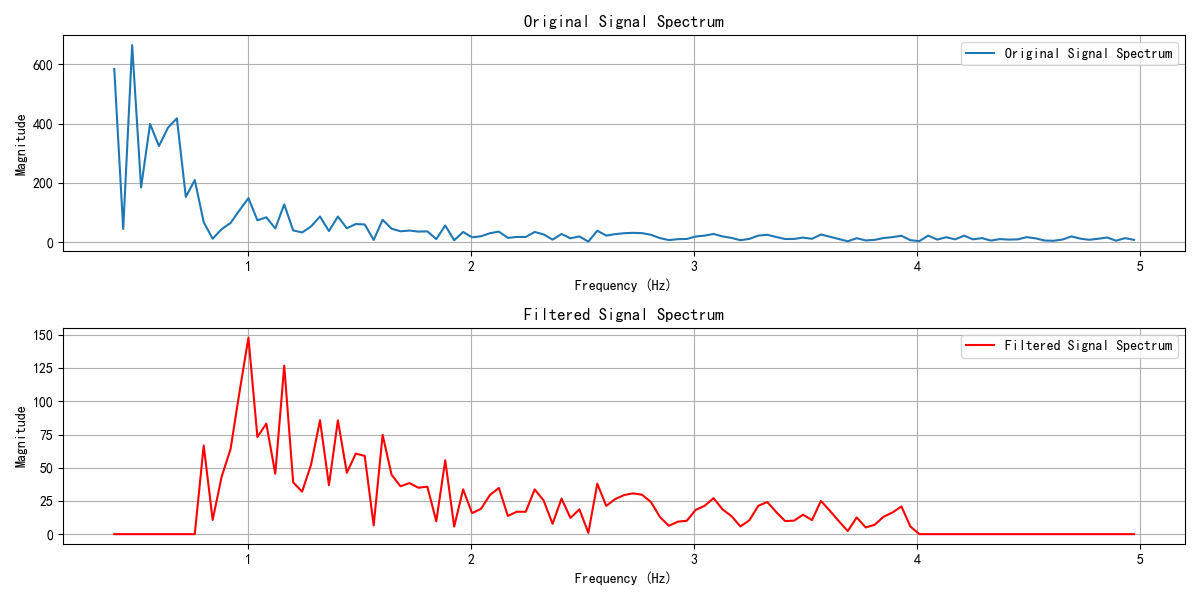 Original Signal Spectrum
Original Signal Spectrum
600
400
200
0
Magnitude
1 2 3 4 5
Frequency (Hz)
Filtered Signal Spectrum
Filtered Signal Spectrum
150
125
100
75
50
25
0
Magnitude
1 2 3 4 5
Frequency (Hz)